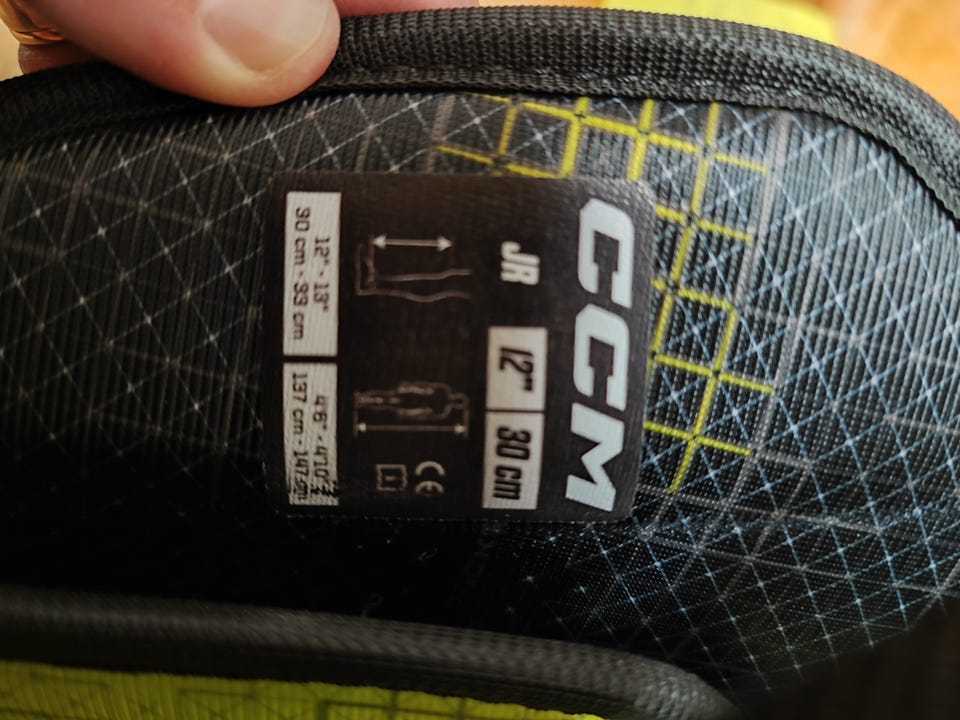 CCM
JR
12" 30 cm
CE
12" - 13"
30 cm - 33 cm
4'6" - 4'10"
137 cm - 147 cm